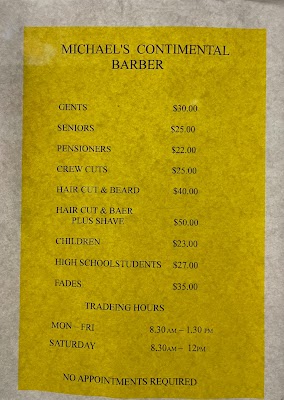 MICHAEL'S CONTIMENTAL
BARBER
GENTS $30.00
SENIORS $25.00
PENSIONERS $22.00
CREW CUTS $25.00
HAIR CUT & BEARD $40.00
HAIR CUT & BAER
PLUS SHAVE $50.00
CHILDREN $23.00
HIGH SCHOOLSTUDENTS $27.00
FADES $35.00
TRADEING HOURS
MON – FRI 8.30 AM – 1.30 PM
SATURDAY 8.30AM – 12PM
NO APPOINTMENTS REQUIRED